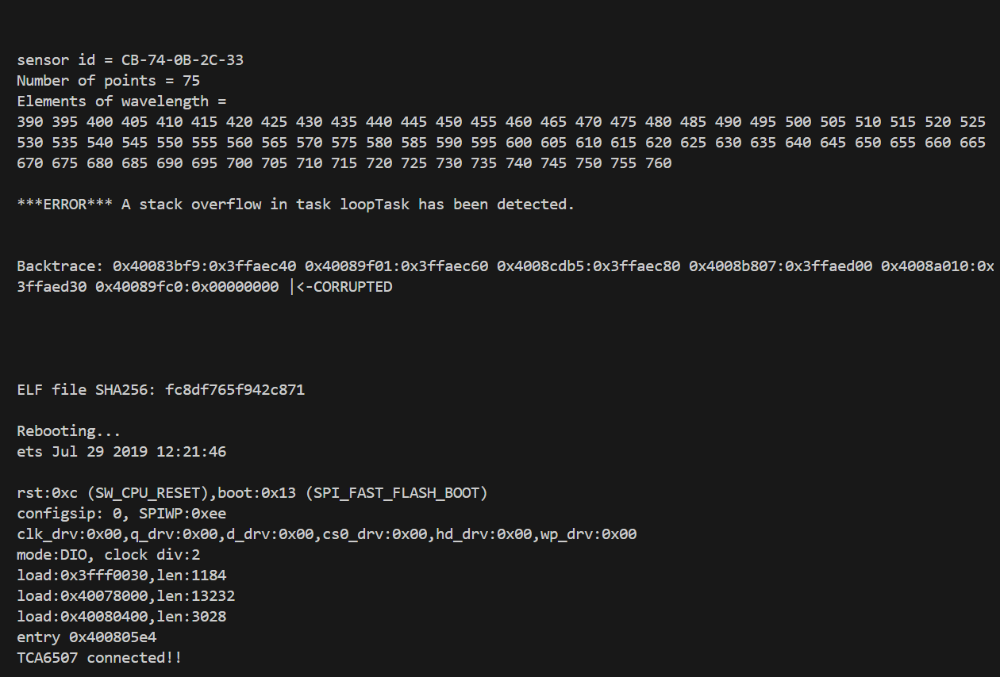 sensor id = CB-74-0B-2C-33
Number of points = 75
Elements of wavelength =
390 395 400 405 410 415 420 425 430 435 440 445 450 455 460 465 470 475 480 485 490 495 500 505 510 515 520 525
530 535 540 545 550 555 560 565 570 575 580 585 590 595 600 605 610 615 620 625 630 635 640 645 650 655 660 665
670 675 680 685 690 695 700 705 710 715 720 725 730 735 740 745 750 755 760
***ERROR*** A stack overflow in task loopTask has been detected.
Backtrace: 0x40083bf9:0x3ffaec40 0x40089f01:0x3ffaec60 0x4008cdb5:0x3ffaec80 0x4008b807:0x3ffaed00 0x4008a010:0x
3ffaed30 0x40089fc0:0x00000000 |<-CORRUPTED
ELF file SHA256: fc8df765f942c871
Rebooting...
ets Jul 29 2019 12:21:46
rst:0xc (SW_CPU_RESET),boot:0x13 (SPI_FAST_FLASH_BOOT)
configsip: 0, SPIWP:0xee
clk_drv:0x00,q_drv:0x00,d_drv:0x00,cs0_drv:0x00,hd_drv:0x00,wp_drv:0x00
mode:DIO, clock div:2
load:0x3fff0030,len:1184
load:0x40078000,len:13232
load:0x40080400,len:3028
entry 0x400805e4
TCA6507 connected!!